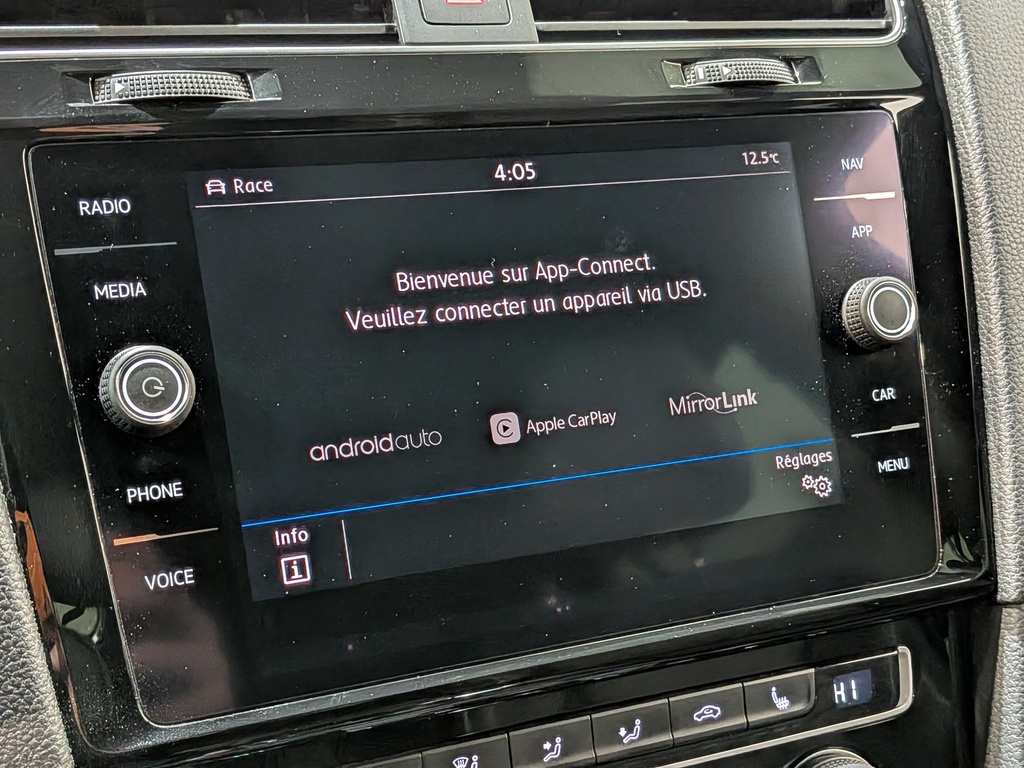 Race
4:05
12.5°C
NAV
RADIO
APP
Bienvenue sur App-Connect.
Veuillez connecter un appareil via USB.
MEDIA
CAR
MirrorLink
Apple CarPlay
androidauto
Réglages
MENU
PHONE
Info
i
VOICE
HI